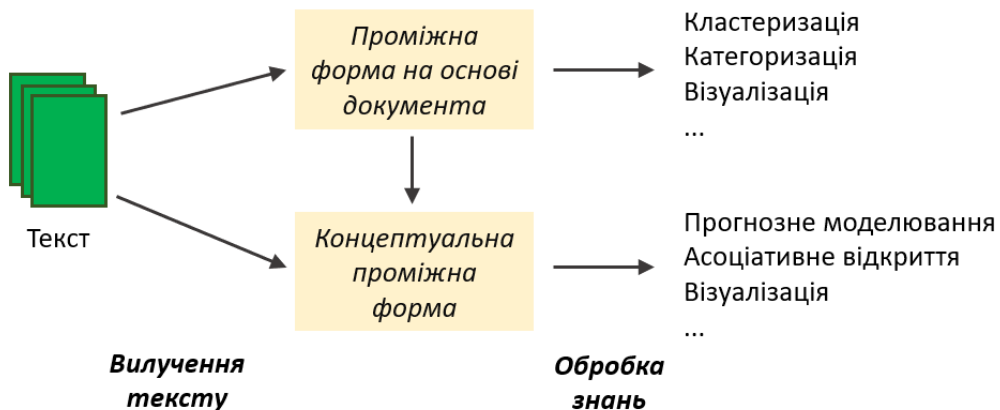 Текст
Проміжна
форма на основі
документа
Кластеризація
Категоризація
Візуалізація
...
Концептуальна
проміжна
форма
Прогнозне моделювання
Асоціативне відкриття
Візуалізація
...
Вилучення
тексту
Обробка
знань